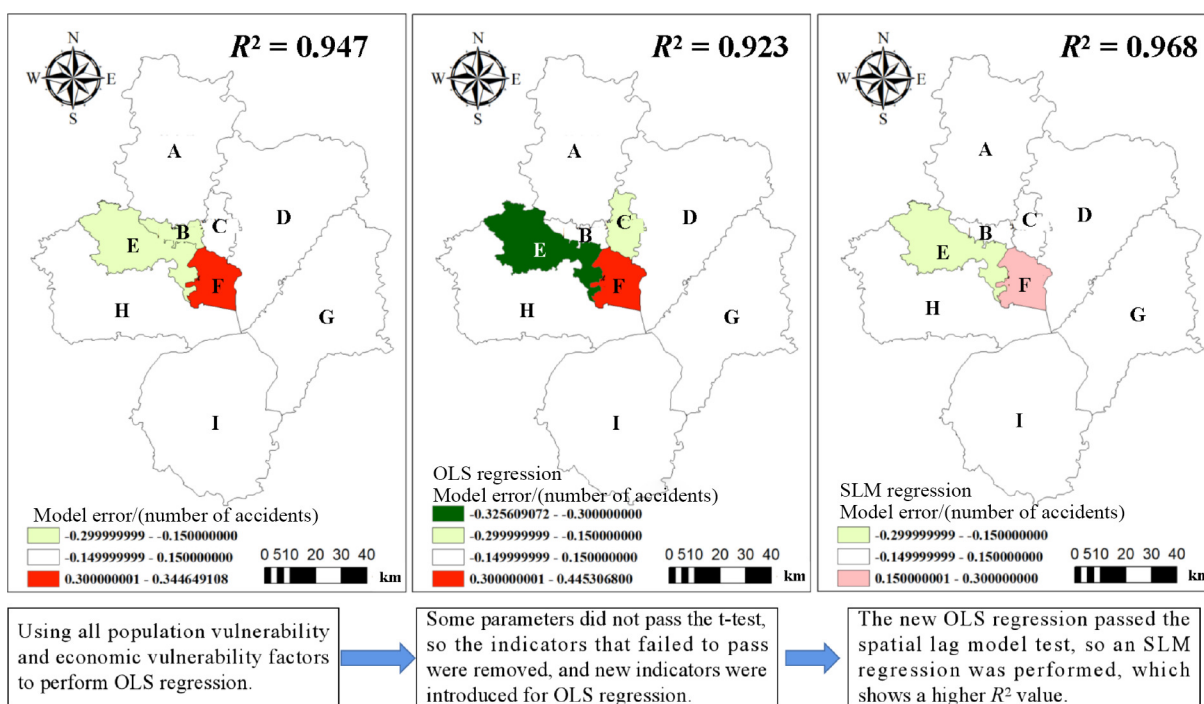 R² = 0.947
N
W E
S
A
B
C
D
E
F
G
H
I
Model error/(number of accidents)
-0.299999999 - -0.150000000
-0.149999999 - 0.150000000
0.300000001 - 0.344649108
0 510 20 30 40
km
R² = 0.923
N
W E
S
A
B
C
D
E
F
G
H
I
OLS regression
Model error/(number of accidents)
-0.325609072 - -0.300000000
-0.299999999 - -0.150000000
-0.149999999 - 0.150000000
0.300000001 - 0.445306800
0 510 20 30 40
km
R² = 0.968
N
W E
S
A
B
C
D
E
F
G
H
I
SLM regression
Model error/(number of accidents)
-0.299999999 - -0.150000000
-0.149999999 - 0.150000000
0.150000001 - 0.300000000
0 510 20 30 40
km
Using all population vulnerability
and economic vulnerability factors
to perform OLS regression.
Some parameters did not pass the t-test,
so the indicators that failed to pass
were removed, and new indicators were
introduced for OLS regression.
The new OLS regression passed the
spatial lag model test, so an SLM
regression was performed, which
shows a higher R² value.